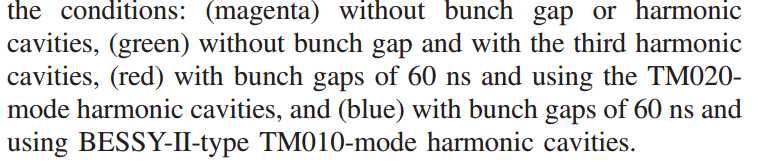 the conditions: (magenta) without bunch gap or harmonic
cavities, (green) without bunch gap and with the third harmonic
cavities, (red) with bunch gaps of 60 ns and using the TM020-
mode harmonic cavities, and (blue) with bunch gaps of 60 ns and
using BESSY-II-type TM010-mode harmonic cavities.